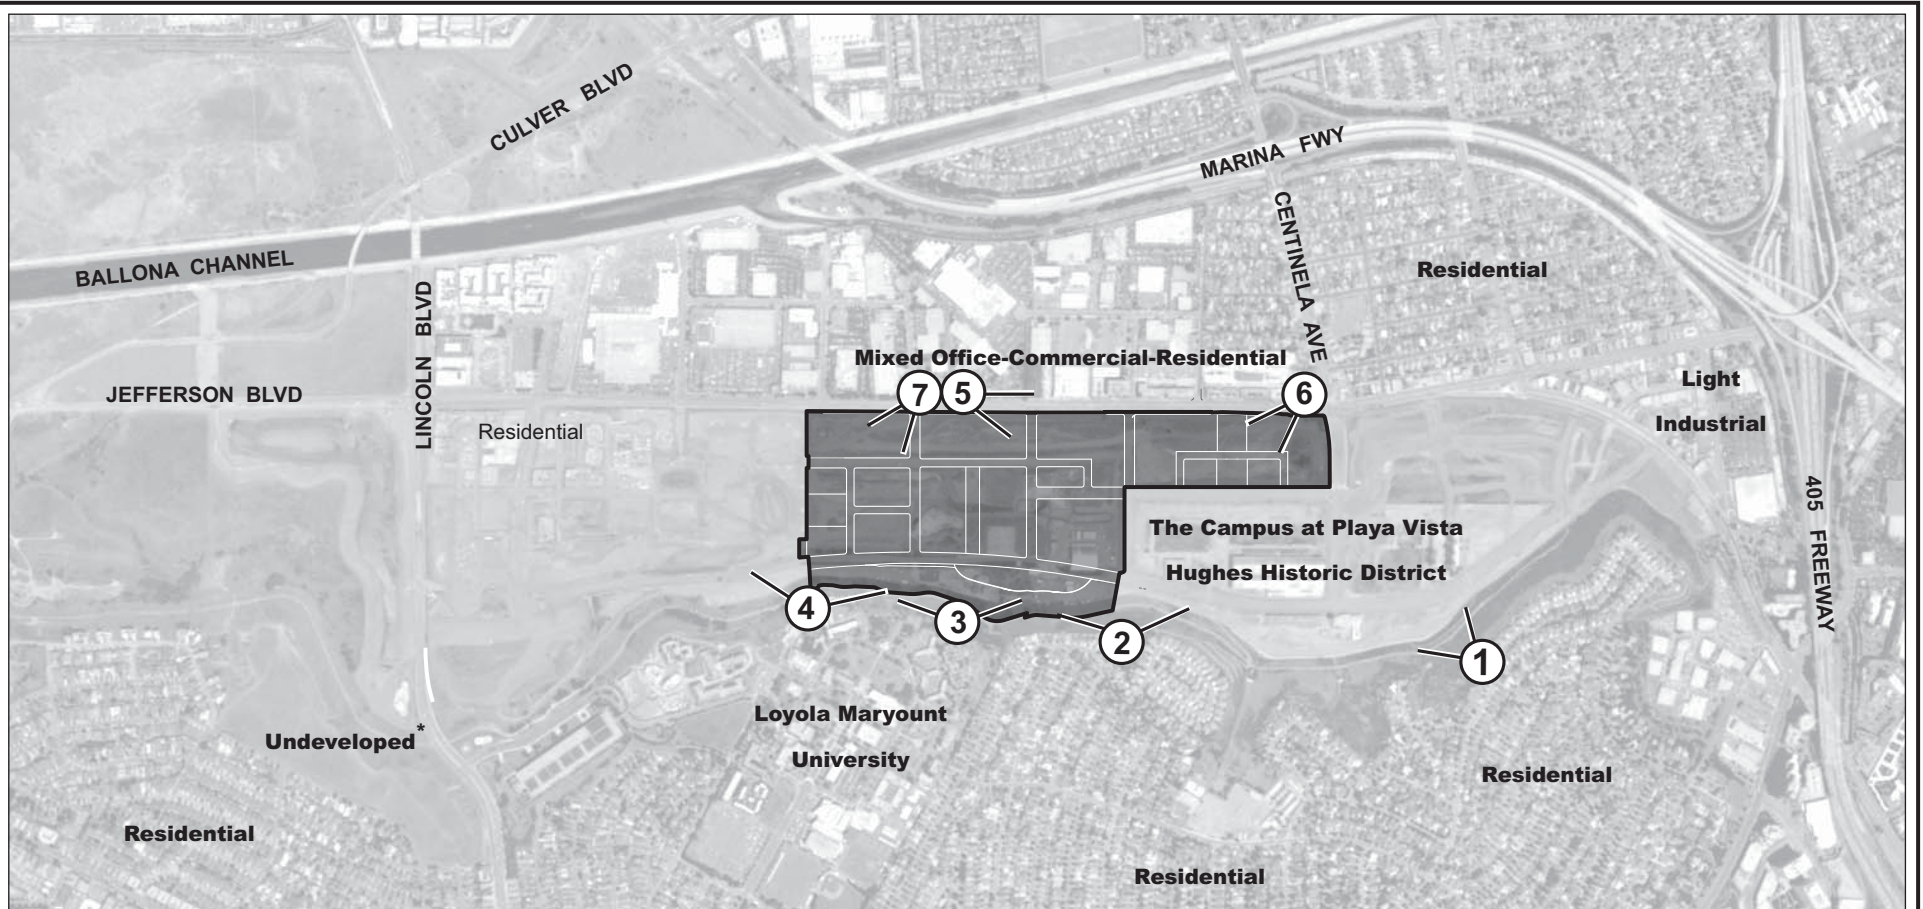 CULVER BLVD
MARINA FWY
CENTINELA AVE
BALLONA CHANNEL
Residential
LINCOLN BLVD
Mixed Office-Commercial-Residential
JEFFERSON BLVD
7
5
6
Light
Industrial
Residential
405 FREEWAY
The Campus at Playa Vista
Hughes Historic District
4
3
2
1
Loyola Maryount
University
Undeveloped*
Residential
Residential
Residential